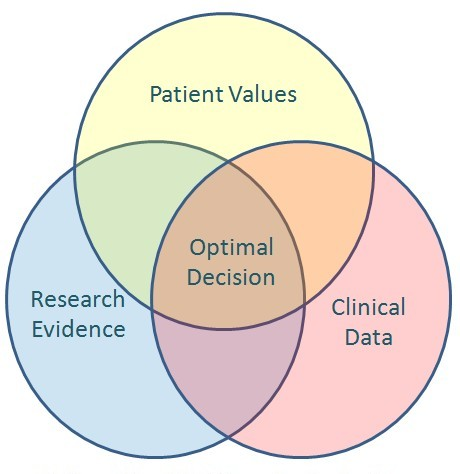 Patient Values
Optimal
Decision
Research
Evidence
Clinical
Data